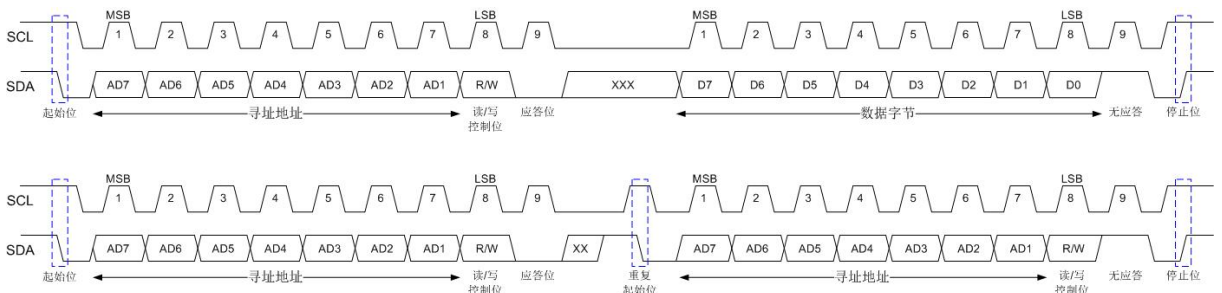 MSB LSB MSB LSB
SCL 1 2 3 4 5 6 7 8 9 1 2 3 4 5 6 7 8 9
SDA AD7 AD6 AD5 AD4 AD3 AD2 AD1 R/W XXX D7 D6 D5 D4 D3 D2 D1 D0
起始位 寻址地址 读/写 应答位 数据字节 无应答 停止位
控制位
MSB LSB MSB LSB
SCL 1 2 3 4 5 6 7 8 9 1 2 3 4 5 6 7 8 9
SDA AD7 AD6 AD5 AD4 AD3 AD2 AD1 R/W XX AD7 AD6 AD5 AD4 AD3 AD2 AD1 R/W
起始位 寻址地址 读/写 应答位 重复 寻址地址 读/写 无应答 停止位
控制位 起始位 控制位